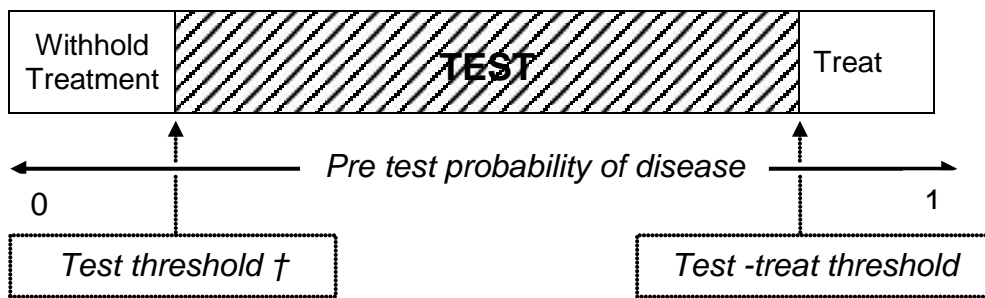 Withhold
Treatment
TEST
Treat
Pre test probability of disease
0
1
Test threshold †
Test -treat threshold